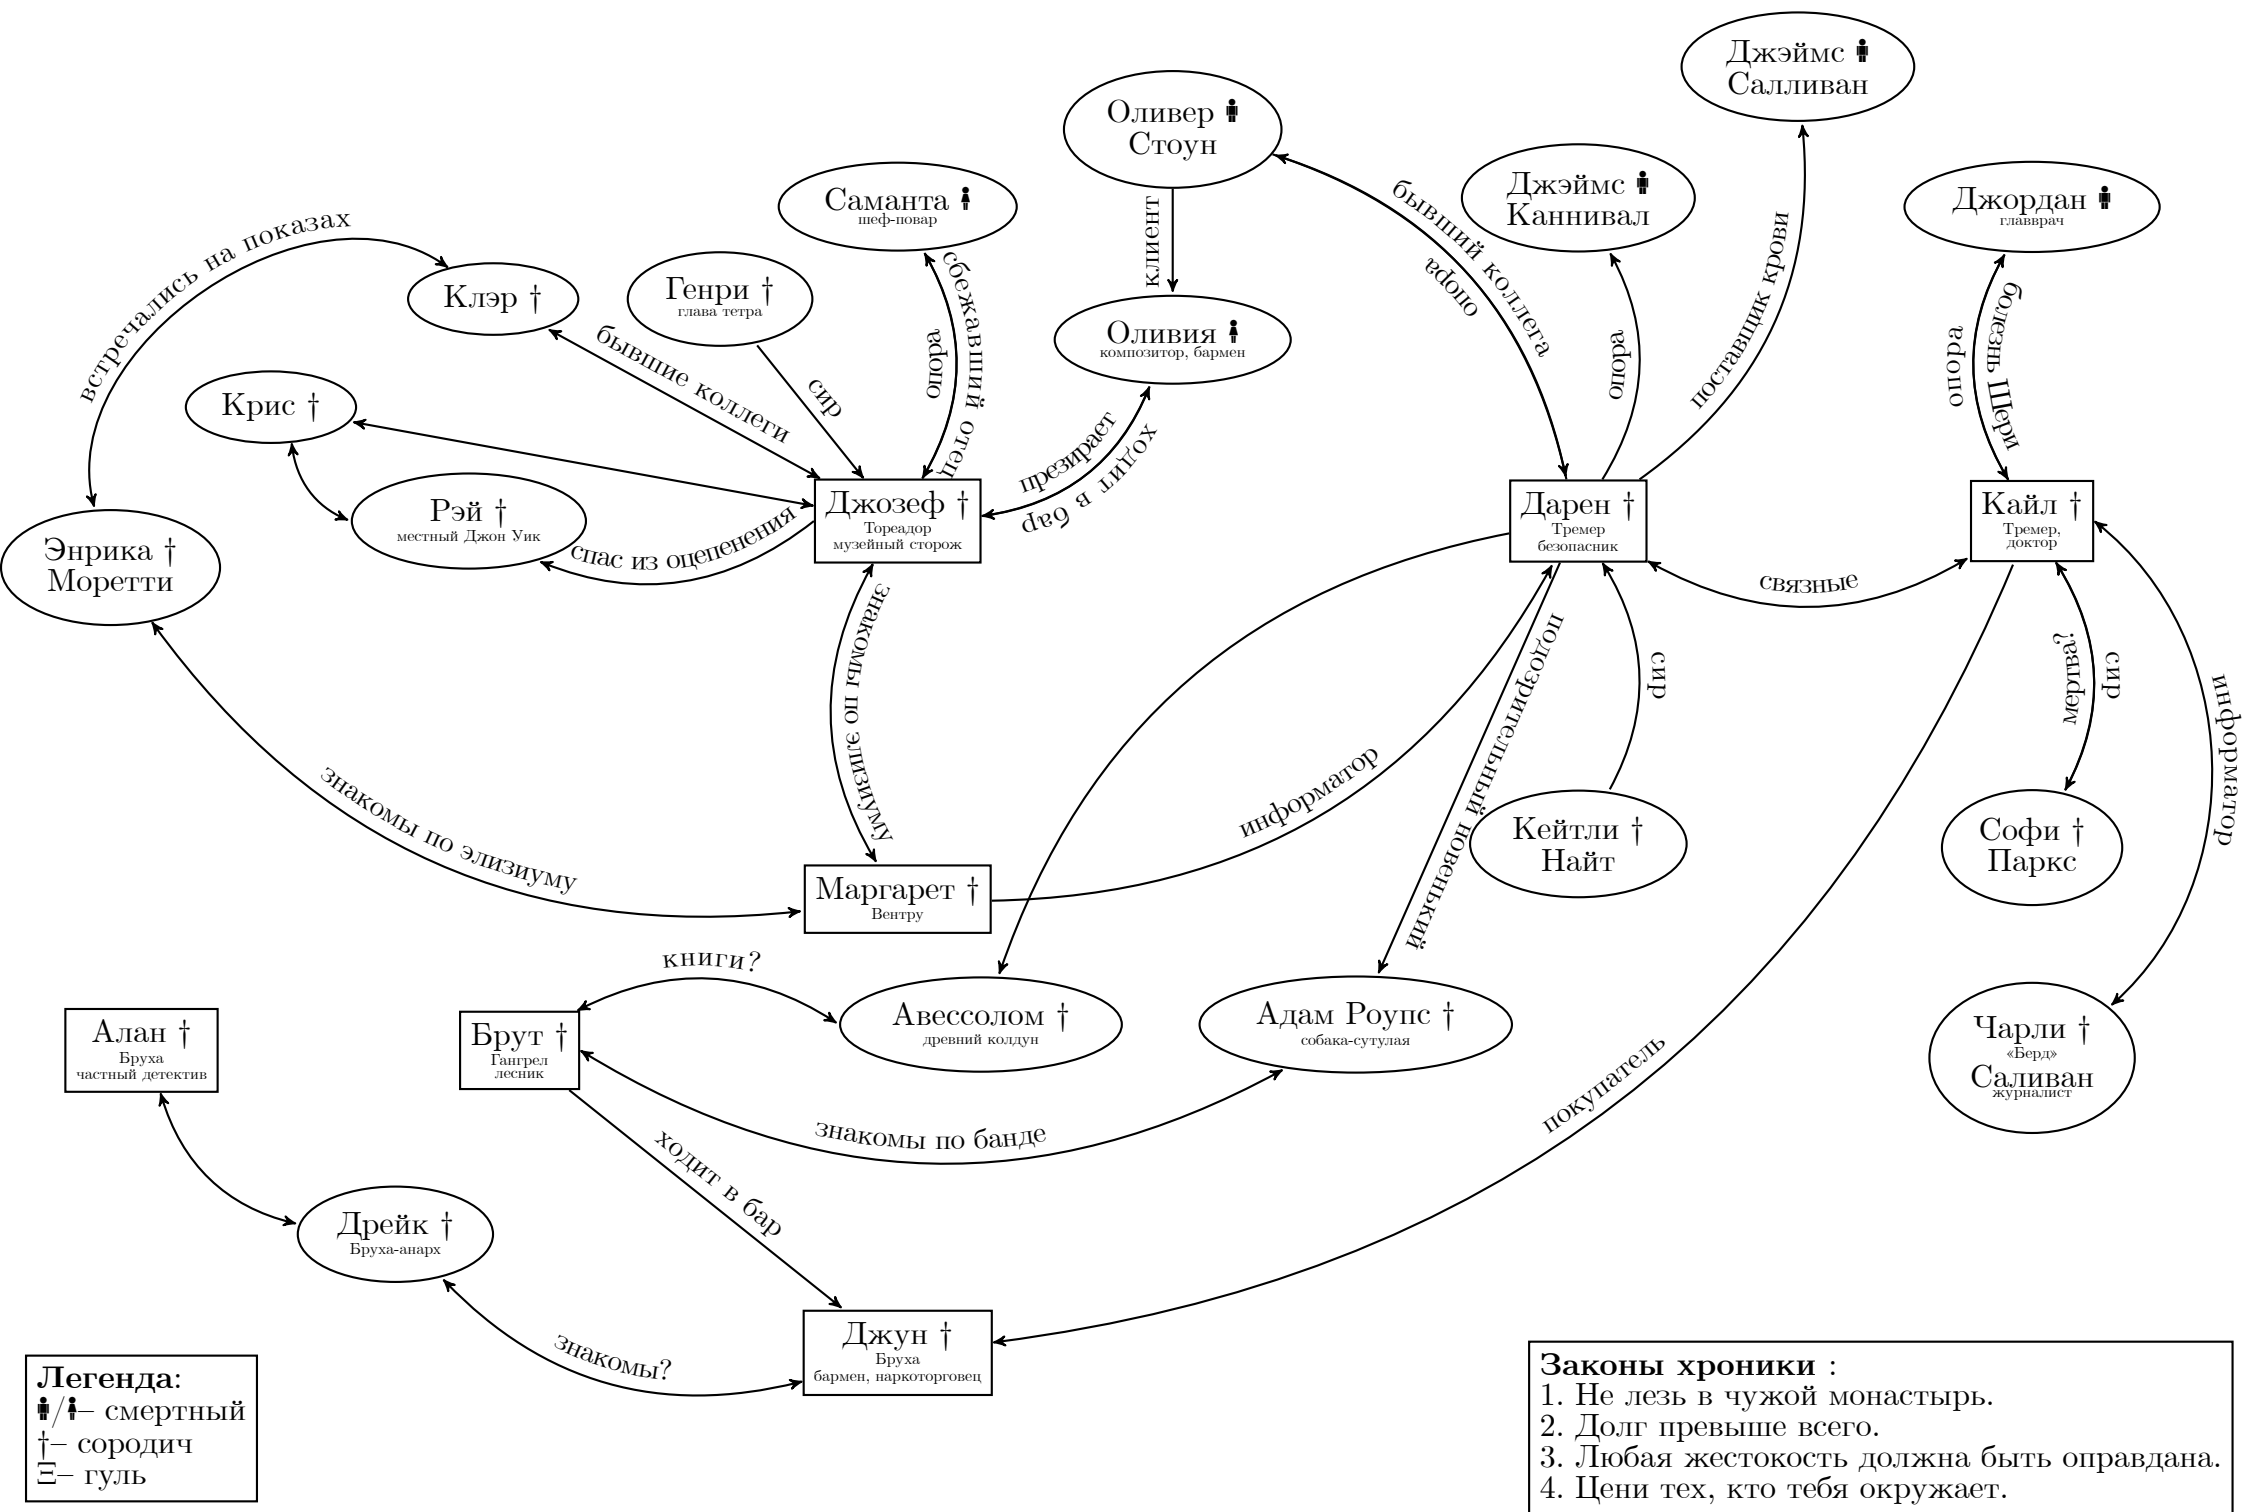 Джэймс
Салливан
Оливер
Стоун
Джэймс
Каннивал
Саманта
шеф-повар
Джордан
главврач
встречались на показах
клиент
бывший коллега
опора
поставщик крови
Клэр †
Генри †
глава тетра
сбежавший отец
опора
Оливия
композитор, бармен
опора
опора
болезнь Шери
бывшие коллеги
сир
Крис †
презирает
ходит в бар
Рэй †
местный Джон Уик
спас из оцепенения
Джозеф †
Тореадор
музейный сторож
Дарен †
Тремер
безопасник
Кайл †
Тремер,
доктор
Энрика †
Моретти
связные
знакомы по элизиуму
подозрительный новенький
сир
мертва?
сир
информатор
знакомы по элизиуму
информатор
Кейтли †
Найт
Софи †
Паркс
Маргарет †
Вентру
книги?
Алан †
Бруха
частный детектив
Брут †
Гангрел
лесник
Авессолом †
древний колдун
Адам Роупс †
собака-сутулая
Чарли †
«Берд»
Саливан
журналист
покупатель
знакомы по банде
ходит в бар
Дрейк †
Бруха-анарх
знакомы?
Джун †
Бруха
бармен, наркоторговец
Легенда:
/– смертный
†– сородич
Ξ– гуль
Законы хроники :
1. Не лезь в чужой монастырь.
2. Долг превыше всего.
3. Любая жестокость должна быть оправдана.
4. Цени тех, кто тебя окружает.